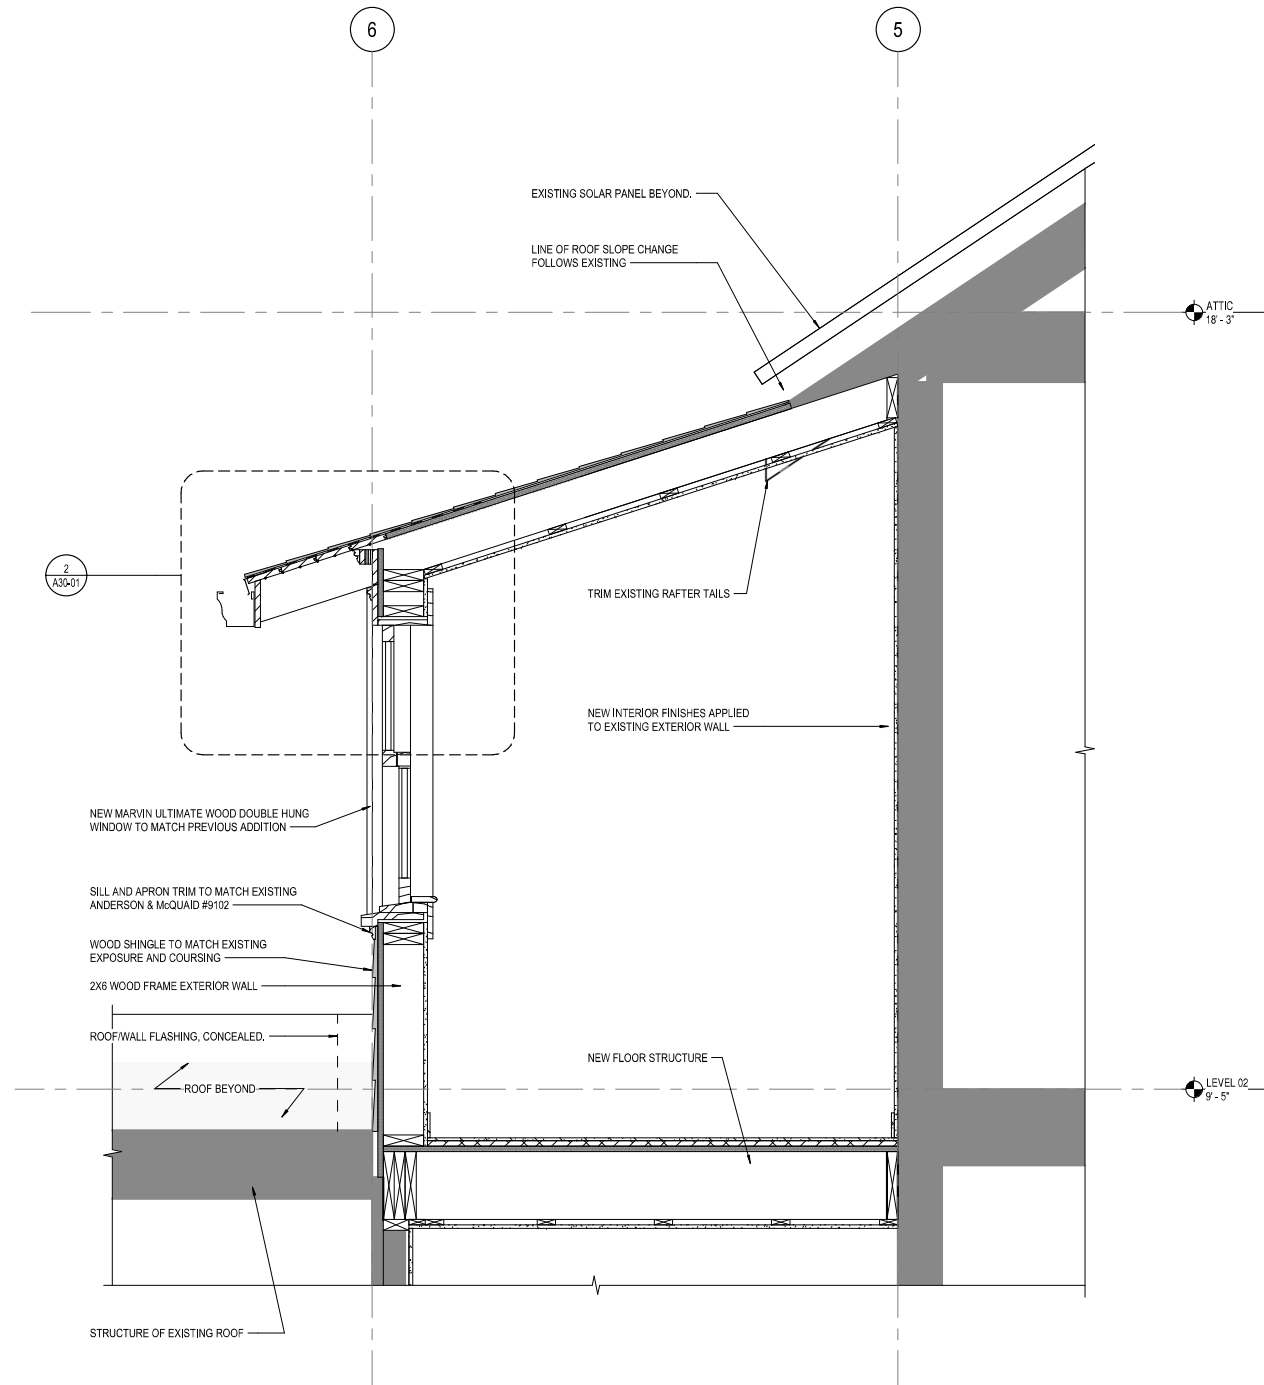 6
5
EXISTING SOLAR PANEL BEYOND.
LINE OF ROOF SLOPE CHANGE
FOLLOWS EXISTING
ATTIC
18' - 3"
2
A30-01
TRIM EXISTING RAFTER TAILS
NEW INTERIOR FINISHES APPLIED
TO EXISTING EXTERIOR WALL
NEW MARVIN ULTIMATE WOOD DOUBLE HUNG
WINDOW TO MATCH PREVIOUS ADDITION
SILL AND APRON TRIM TO MATCH EXISTING
ANDERSON & McQUAID #9102
WOOD SHINGLE TO MATCH EXISTING
EXPOSURE AND COURSING
2X6 WOOD FRAME EXTERIOR WALL
ROOF/WALL FLASHING, CONCEALED.
NEW FLOOR STRUCTURE
ROOF BEYOND
LEVEL 02
9' - 5"
STRUCTURE OF EXISTING ROOF